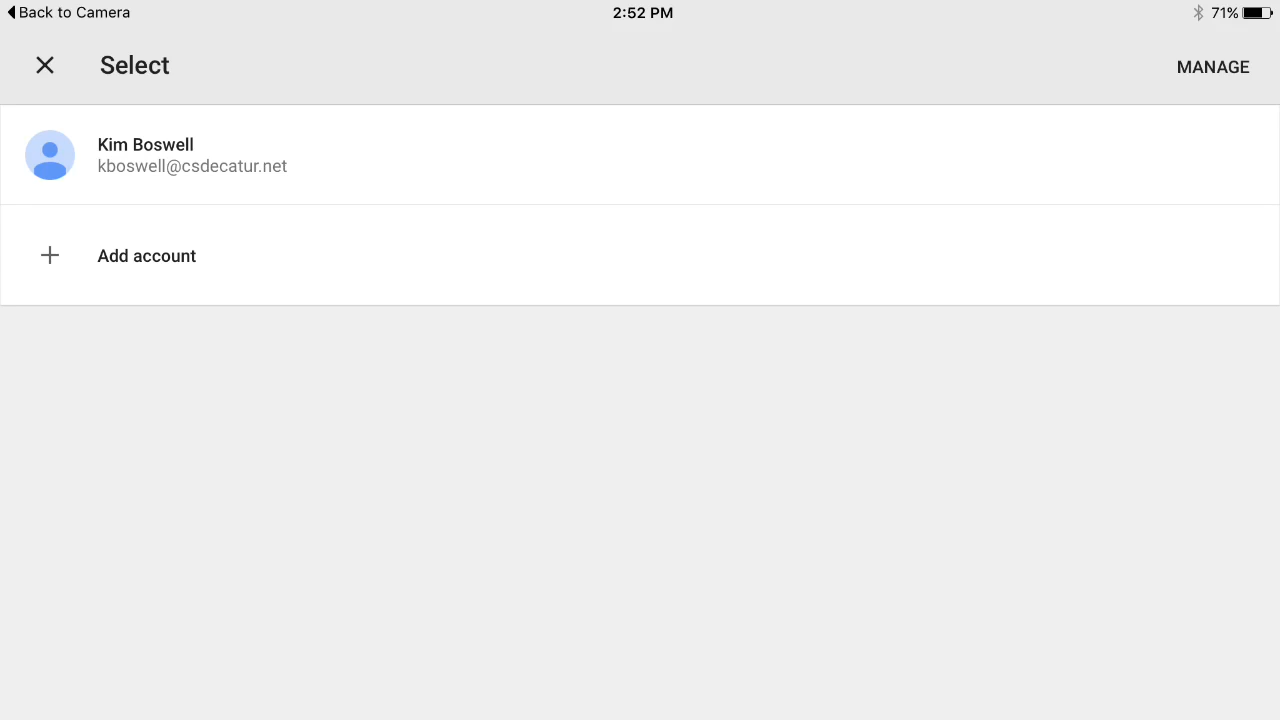 Back to Camera
2:52 PM
71%
Select
MANAGE
Kim Boswell
kboswell@csdecatur.net
Add account